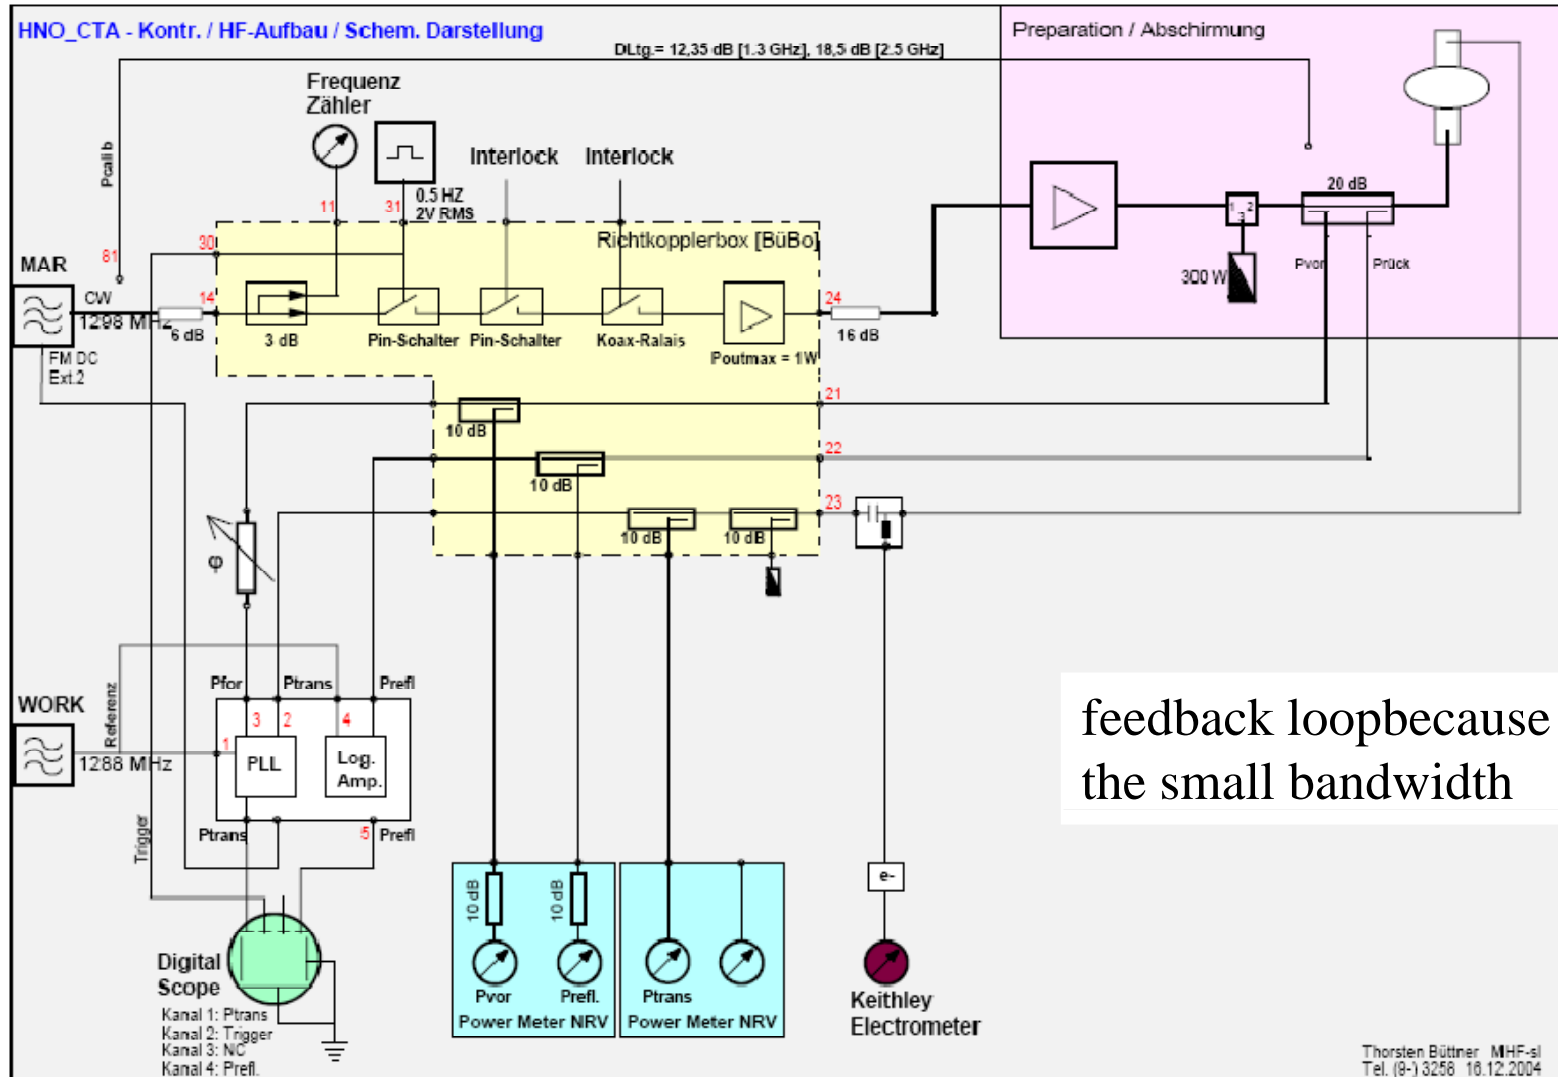 HNO_CTA - Kontr. / HF-Aufbau / Schem. Darstellung
DLtg.= 12,35 dB [1.3 GHz], 18,5 dB [2.5 GHz]
Preparation / Abschirmung
Frequenz
Zähler
Interlock
Interlock
Pcalib
0.5 HZ
2V RMS
11
31
20 dB
30
Richtkopplerbox [BüBo]
1
2
3
81
MAR
CW
1298 MHz
14
6 dB
3 dB
Pin-Schalter
Pin-Schalter
Koax-Ralais
Poutmax = 1W
24
16 dB
300 W
Pvor
Prück
FM DC
Ext.2
21
10 dB
22
10 dB
23
10 dB
10 dB
φ
Pfor
Ptrans
Prefl
WORK
Referenz
1288 MHz
3
2
4
1
PLL
Log.
Amp.
feedback loopbecause
the small bandwidth
Trigger
Ptrans
5
Prefl
10 dB
10 dB
e-
Digital
Scope
Pvor
Prefl.
Ptrans
Power Meter NRV
Power Meter NRV
Keithley
Electrometer
Kanal 1: Ptrans
Kanal 2: Trigger
Kanal 3: NC
Kanal 4: Prefl.
Thorsten Büttner MHF-sl
Tel. (9-) 3258 16.12.2004